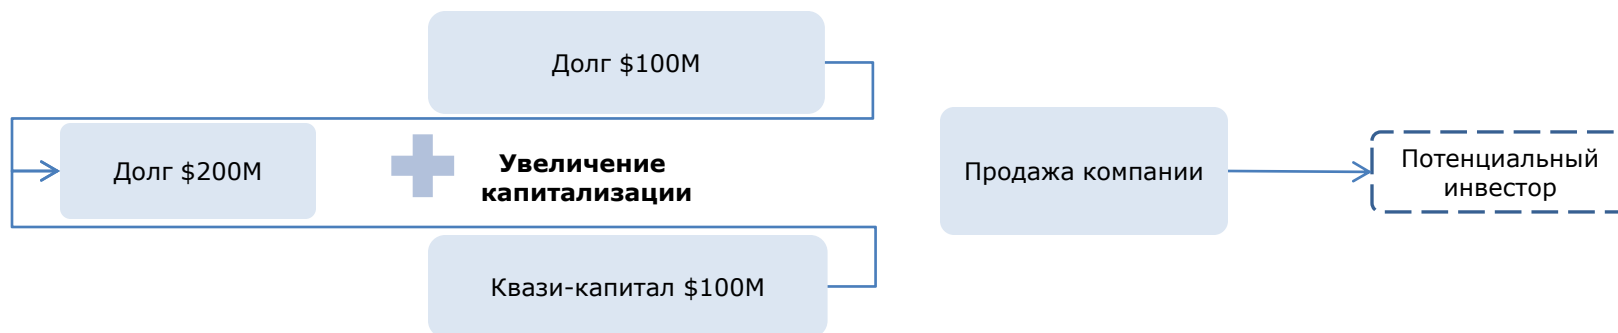 Долг $100M
Долг $200M
Увеличение
капитализации
Квази-капитал $100M
Продажа компании
Потенциальный
инвестор